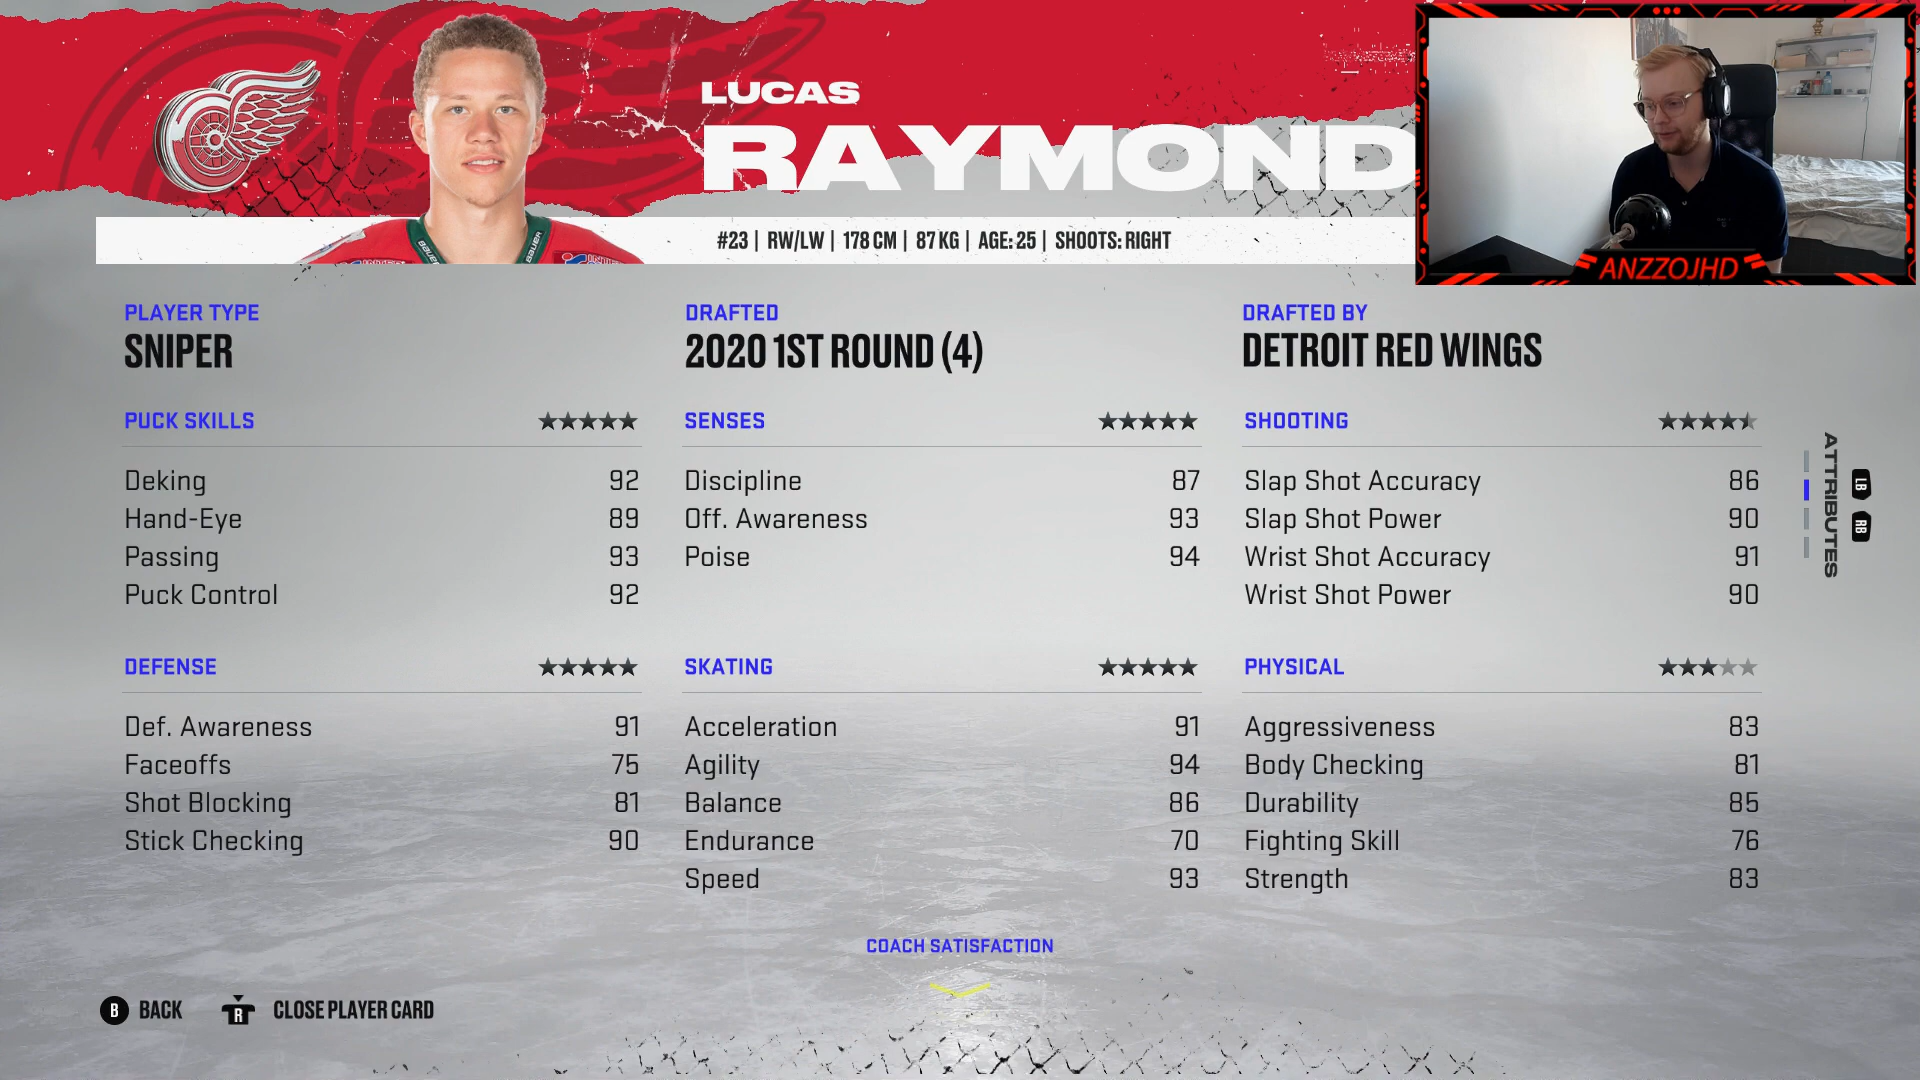 LUCAS
RAYMOND
#23 | RW/LW | 178 CM | 87 KG | AGE: 25 | SHOOTS: RIGHT
BAUER
BAUER
ANZZOJHD
PLAYER TYPE
SNIPER
DRAFTED
2020 1ST ROUND (4)
DRAFTED BY
DETROIT RED WINGS
PUCK SKILLS
Deking 92
Hand-Eye 89
Passing 93
Puck Control 92
SENSES
Discipline 87
Off. Awareness 93
Poise 94
SHOOTING
Slap Shot Accuracy 86
Slap Shot Power 90
Wrist Shot Accuracy 91
Wrist Shot Power 90
ATTRIBUTES
LB
RB
DEFENSE
Def. Awareness 91
Faceoffs 75
Shot Blocking 81
Stick Checking 90
SKATING
Acceleration 91
Agility 94
Balance 86
Endurance 70
Speed 93
PHYSICAL
Aggressiveness 83
Body Checking 81
Durability 85
Fighting Skill 76
Strength 83
COACH SATISFACTION
B BACK
R CLOSE PLAYER CARD